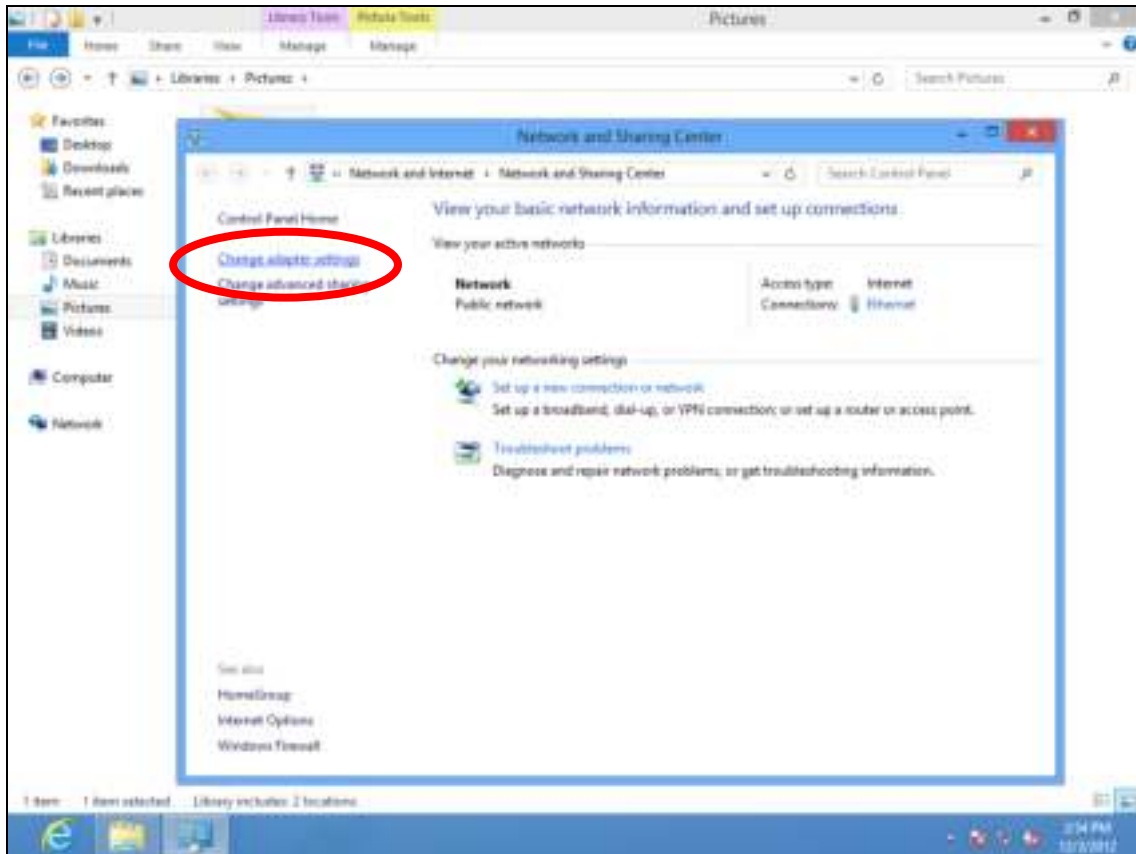 Library Tools Picture Tools Pictures
File Home Share View Manage Manage
Libraries Pictures Search Pictures
Favorites
Desktop
Downloads
Recent places
Libraries
Documents
Music
Pictures
Videos
Computer
Network
Network and Sharing Center
Network and Internet Network and Sharing Center Search Control Panel
Control Panel Home
Change adapter settings
Change advanced sharing
settings
View your basic network information and set up connections
View your active networks
Network Access type: Internet
Public network Connections: Ethernet
Change your networking settings
Set up a new connection or network
Set up a broadband, dial-up, or VPN connection; or set up a router or access point.
Troubleshoot problems
Diagnose and repair network problems, or get troubleshooting information.
See also
HomeGroup
Internet Options
Windows Firewall
1 item 1 item selected Library includes: 2 locations
PM